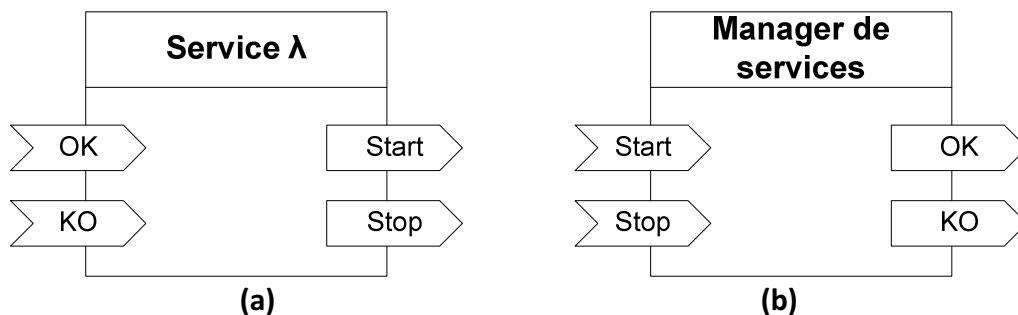 Service λ
OK
Start
KO
Stop
(a)
Manager de
services
Start
OK
Stop
KO
(b)